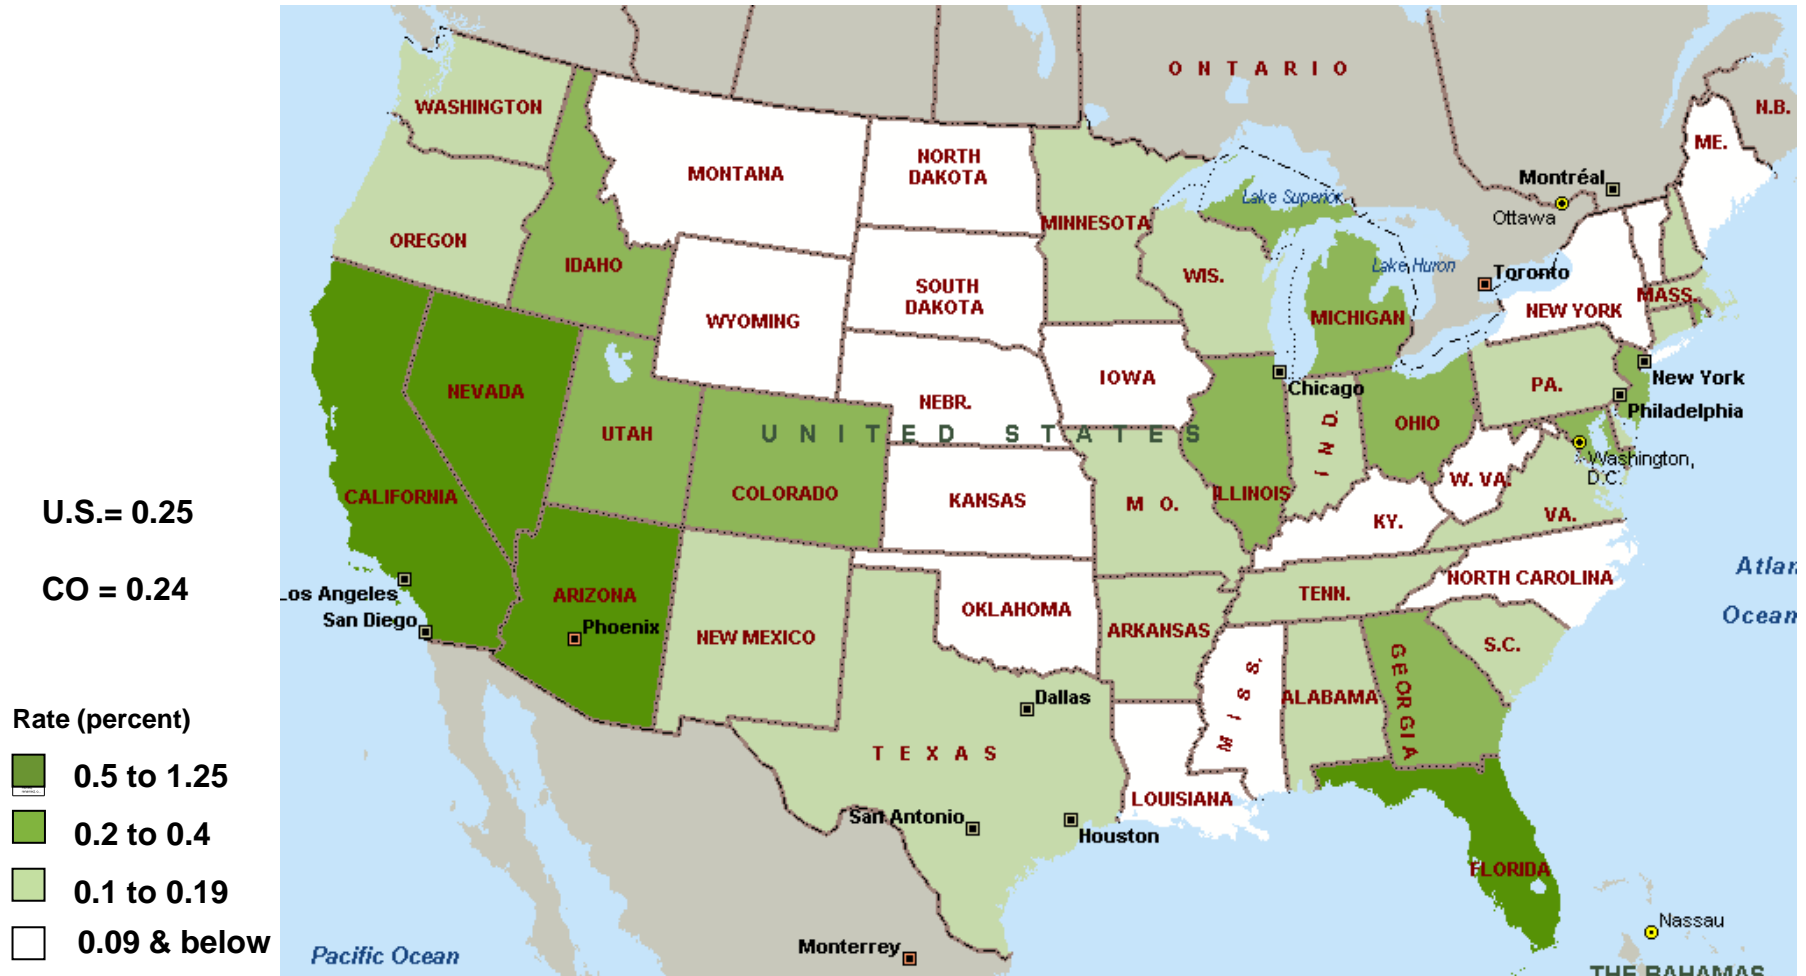 U.S.= 0.25
CO = 0.24
Rate (percent)
0.5 to 1.25
0.2 to 0.4
0.1 to 0.19
0.09 & below
ONTARIO
N.B.
WASHINGTON
ME.
MONTANA
NORTH
DAKOTA
Montréal
Ottawa
Lake Superior
MINNESOTA
OREGON
IDAHO
WIS.
Lake Huron
Toronto
SOUTH
DAKOTA
MASS.
WYOMING
MICHIGAN
NEW YORK
IOWA
Chicago
New York
NEVADA
NEBR.
PA.
Philadelphia
UTAH
UNITED STATES
IND.
OHIO
Washington,
D.C.
CALIFORNIA
COLORADO
KANSAS
MO.
ILLINOIS
W. VA.
KY.
VA.
Atlan
Ocean
Los Angeles
San Diego
ARIZONA
Phoenix
NEW MEXICO
OKLAHOMA
ARKANSAS
TENN.
NORTH CAROLINA
S.C.
Dallas
MISS.
ALABAMA
GEORGIA
TEXAS
LOUISIANA
San Antonio
Houston
FLORIDA
Nassau
Pacific Ocean
Monterrey
THE BAHAMAS